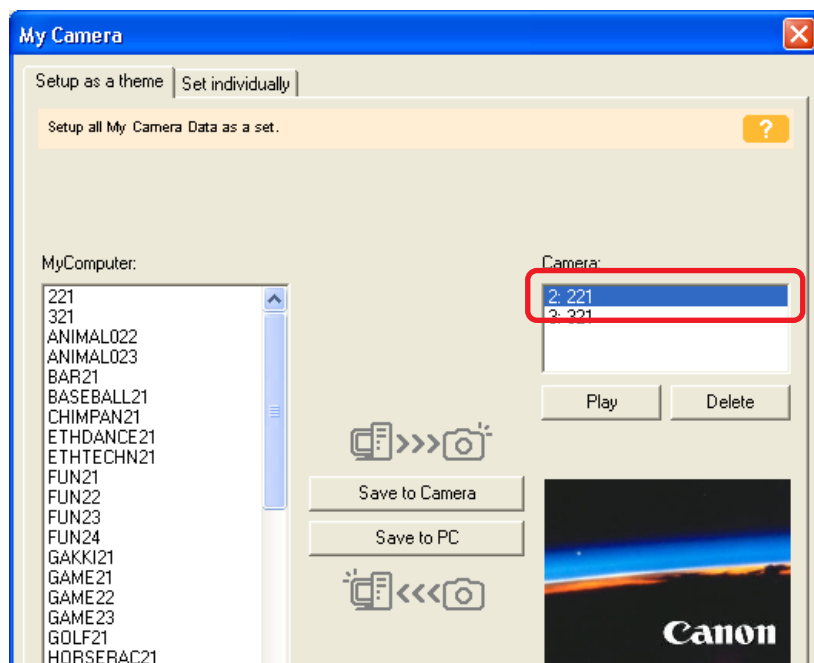 My Camera
Setup as a theme
Set individually
Setup all My Camera Data as a set.
?
MyComputer:
221
321
ANIMAL022
ANIMAL023
BAR21
BASEBALL21
CHIMPAN21
ETHDANCE21
ETHTECHN21
FUN21
FUN22
FUN23
FUN24
GAKKI21
GAME21
GAME22
GAME23
GOLF21
HORSERAC21
>>>
Save to Camera
Save to PC
<<<
Camera:
2: 221
3: 321
Play
Delete
Canon